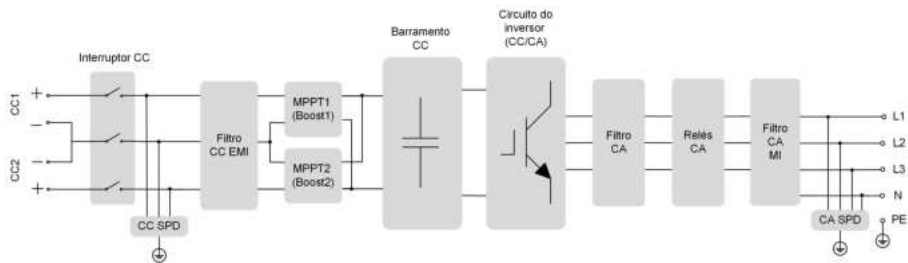 Interruptor CC
CC1
+
−
−
CC2
+
CC SPD
Filtro
CC EMI
MPPT1
(Boost1)
MPPT2
(Boost2)
Barramento
CC
Circuito do
inversor
(CC/CA)
Filtro
CA
Relés
CA
Filtro
CA
MI
L1
L2
L3
N
CA SPD
PE